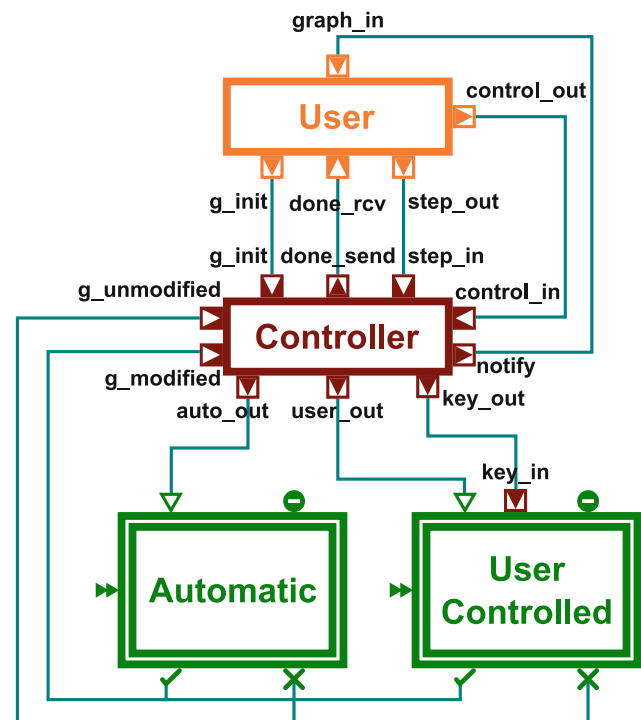 graph_in
control_out
User
g_init
done_rcv
step_out
g_init
done_send
step_in
g_unmodified
control_in
Controller
g_modified
notify
auto_out
user_out
key_out
key_in
Automatic
User
Controlled